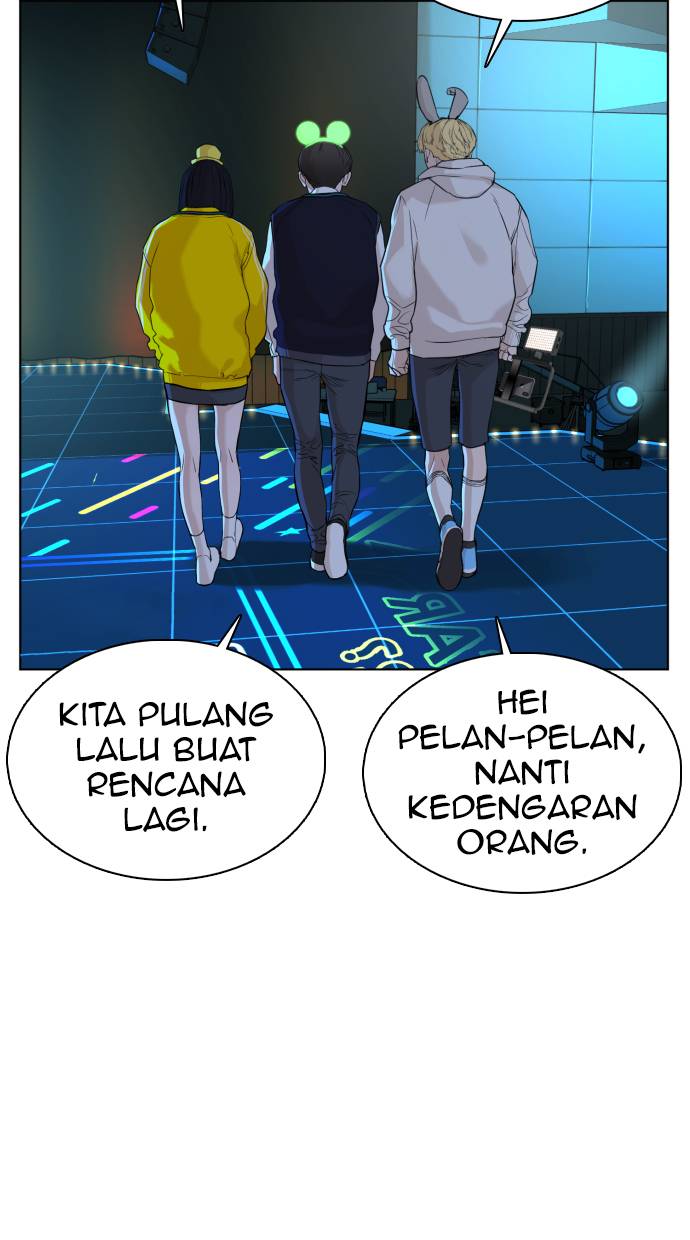 KITA PULANG
LALU BUAT
RENCANA
LAGI.
HEI
PELAN-PELAN,
NANTI
KEDENGARAN
ORANG.